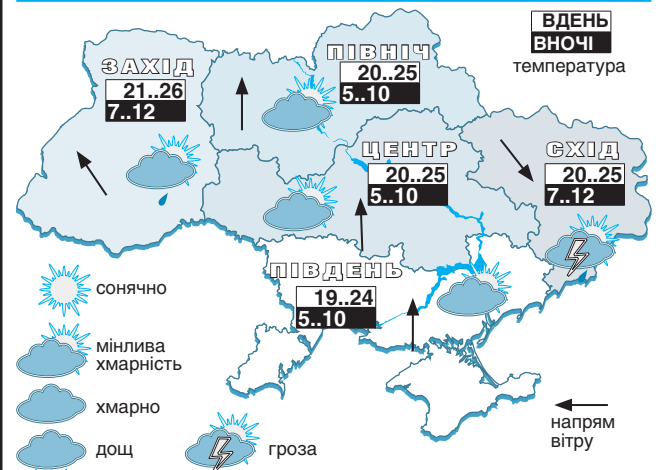 ВДЕНЬ
ВНОЧІ
температура
ЗАХІД
21..26
7..12
ПІВНІЧ
20..25
5..10
ЦЕНТР
20..25
5..10
СХІД
20..25
7..12
ПІВДЕНЬ
19..24
5..10
сонячно
мінлива
хмарність
хмарно
дощ
гроза
напрям
вітру